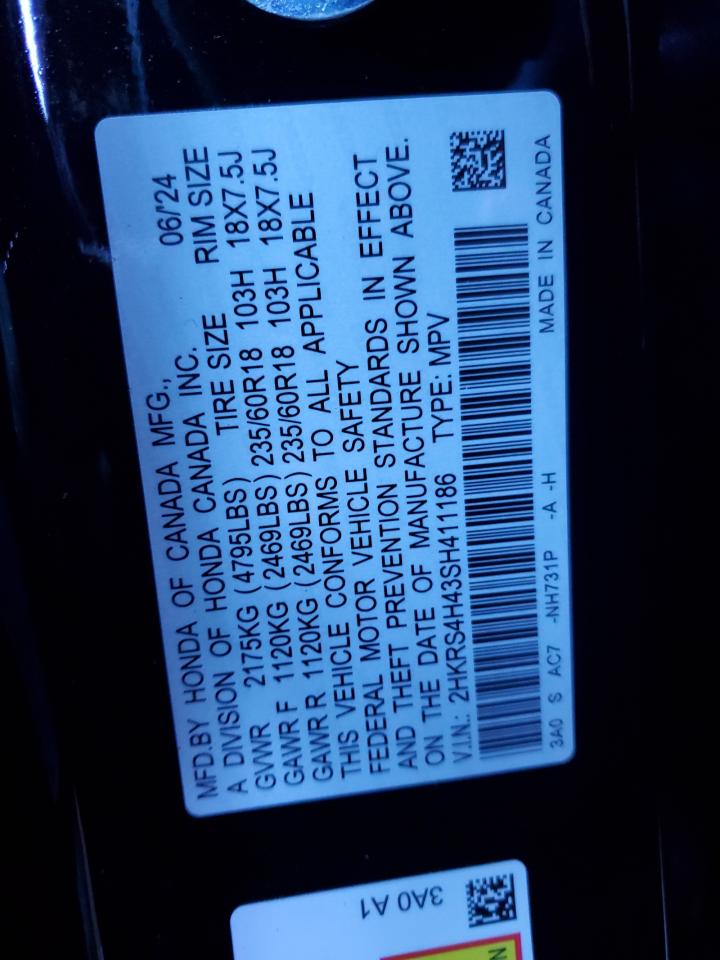 MFD.BY HONDA OF CANADA MFG., 06/'24
A DIVISION OF HONDA CANADA INC.
TIRE SIZE RIM SIZE
GVWR 2175KG (4795LBS)
GAWR F 1120KG (2469LBS) 235/60R18 103H 18X7.5J
GAWR R 1120KG (2469LBS) 235/60R18 103H 18X7.5J
THIS VEHICLE CONFORMS TO ALL APPLICABLE
FEDERAL MOTOR VEHICLE SAFETY
AND THEFT PREVENTION STANDARDS IN EFFECT
ON THE DATE OF MANUFACTURE SHOWN ABOVE.
V.I.N.: 2HKRS4H43SH411186 TYPE: MPV
3A0 S AC7 -NH731P -A -H MADE IN CANADA
3A0 A1